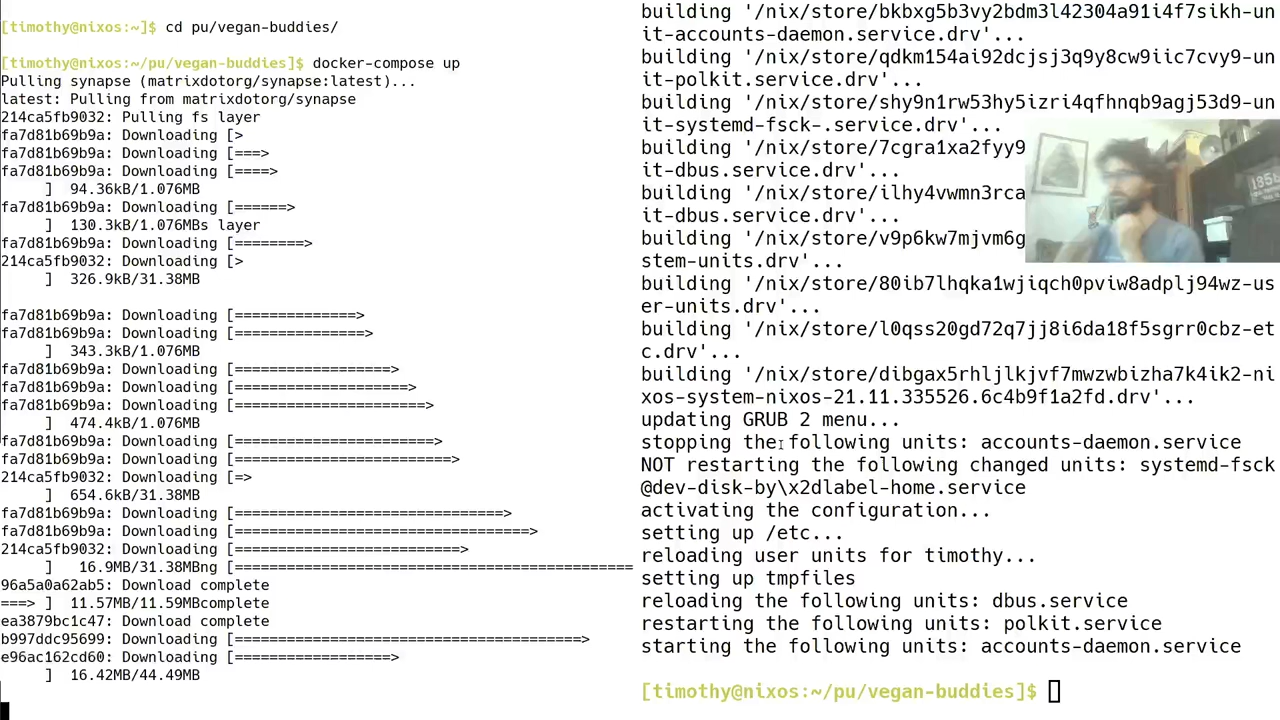 [timothy@nixos:~]$ cd pu/vegan-buddies/
[timothy@nixos:~/pu/vegan-buddies]$ docker-compose up
Pulling synapse (matrixdotorg/synapse:latest)...
latest: Pulling from matrixdotorg/synapse
214ca5fb9032: Pulling fs layer
fa7d81b69b9a: Downloading [>
fa7d81b69b9a: Downloading [===>
fa7d81b69b9a: Downloading [====>
] 94.36kB/1.076MB
fa7d81b69b9a: Downloading [======>
] 130.3kB/1.076MBs layer
fa7d81b69b9a: Downloading [========>
214ca5fb9032: Downloading [>
] 326.9kB/31.38MB
fa7d81b69b9a: Downloading [==============>
fa7d81b69b9a: Downloading [===============>
] 343.3kB/1.076MB
fa7d81b69b9a: Downloading [==================>
fa7d81b69b9a: Downloading [====================>
fa7d81b69b9a: Downloading [======================>
] 474.4kB/1.076MB
fa7d81b69b9a: Downloading [=======================>
fa7d81b69b9a: Downloading [=========================>
214ca5fb9032: Downloading [=>
] 654.6kB/31.38MB
fa7d81b69b9a: Downloading [===============================>
fa7d81b69b9a: Downloading [==================================>
214ca5fb9032: Downloading [==========================>
] 16.9MB/31.38MBng [=============================================
96a5a0a62ab5: Download complete
===> ] 11.57MB/11.59MBcomplete
ea3879bc1c47: Download complete
b997ddc95699: Downloading [========================================>
e96ac162cd60: Downloading [==================>
] 16.42MB/44.49MB
building '/nix/store/bkbxg5b3vy2bdm3l42304a91i4f7sikh-un
it-accounts-daemon.service.drv'...
building '/nix/store/qdkm154ai92dcjsj3q9y8cw9iic7cvy9-un
it-polkit.service.drv'...
building '/nix/store/shy9n1rw53hy5izri4qfhnqb9agj53d9-un
it-systemd-fsck-.service.drv'...
building '/nix/store/7cgra1xa2fyy9
it-dbus.service.drv'...
building '/nix/store/ilhy4vwmn3rca
it-dbus.service.drv'...
building '/nix/store/v9p6kw7mjvm6g
stem-units.drv'...
building '/nix/store/80ib7lhqka1wjiqch0pviw8adplj94wz-us
er-units.drv'...
building '/nix/store/l0qss20gd72q7jj8i6da18f5sgrr0cbz-et
c.drv'...
building '/nix/store/dibgax5rhljlkjvf7mwzwbizha7k4ik2-ni
xos-system-nixos-21.11.335526.6c4b9f1a2fd.drv'...
updating GRUB 2 menu...
stopping the following units: accounts-daemon.service
NOT restarting the following changed units: systemd-fsck
@dev-disk-by\x2dlabel-home.service
activating the configuration...
setting up /etc...
reloading user units for timothy...
setting up tmpfiles
reloading the following units: dbus.service
restarting the following units: polkit.service
starting the following units: accounts-daemon.service
[timothy@nixos:~/pu/vegan-buddies]$